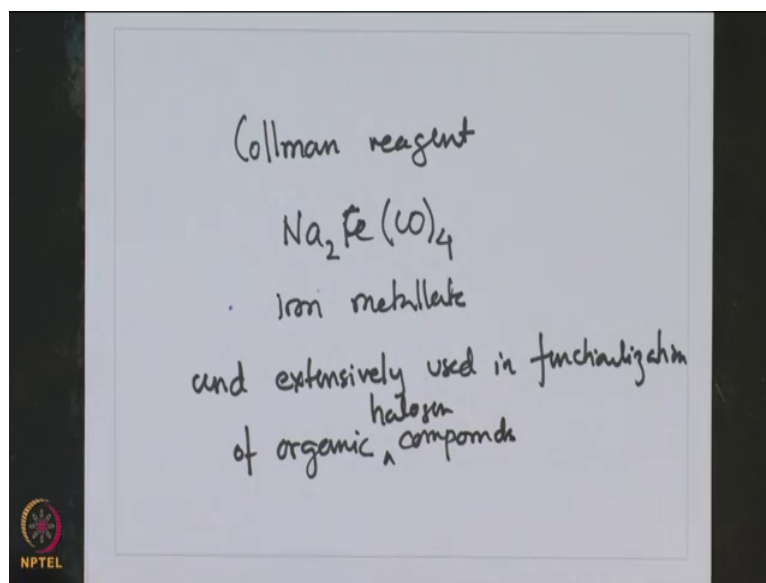 Collman reagent
Na₂Fe(CO)₄
iron metallate
and extensively used in functionalization
of organic halogen compounds
NPTEL